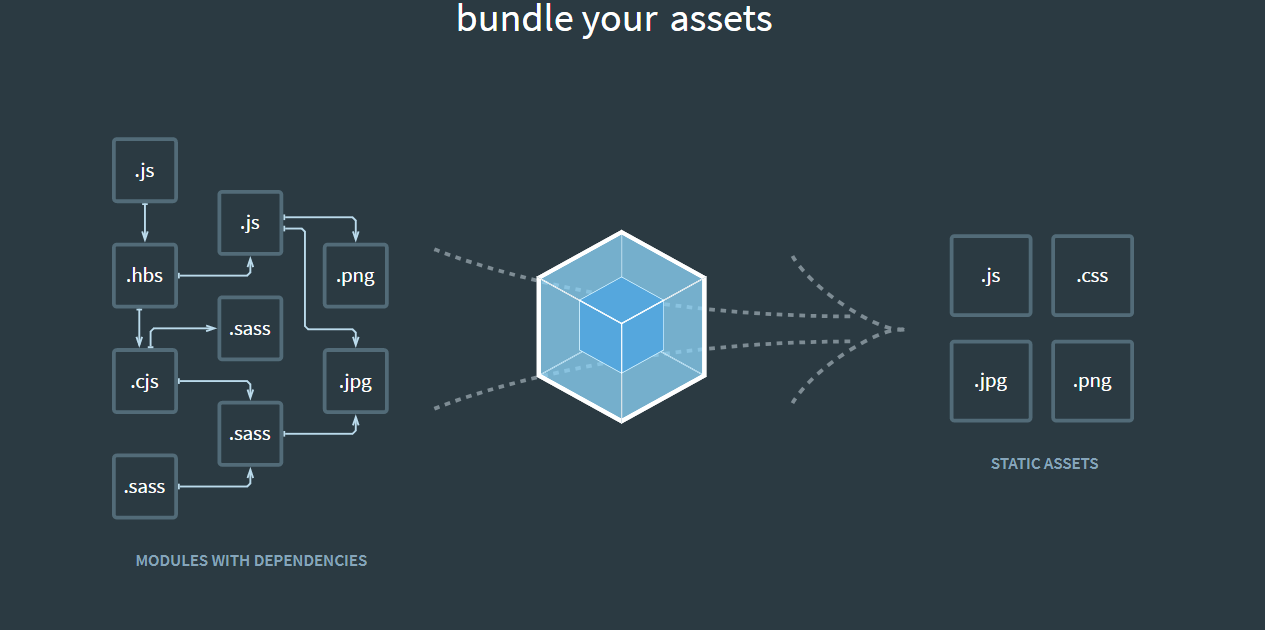 bundle your assets
.js
.js
.hbs
.png
.sass
.cjs
.jpg
.sass
.sass
MODULES WITH DEPENDENCIES
.js
.css
.jpg
.png
STATIC ASSETS